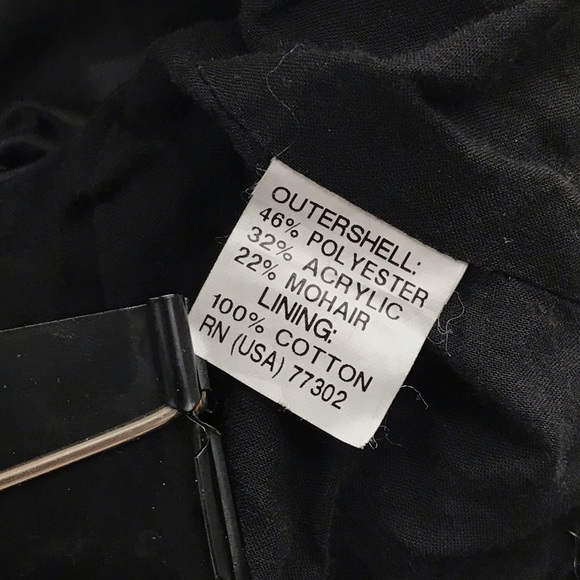 OUTERSHELL:
46% POLYESTER
32% ACRYLIC
22% MOHAIR
LINING:
100% COTTON
RN (USA) 77302